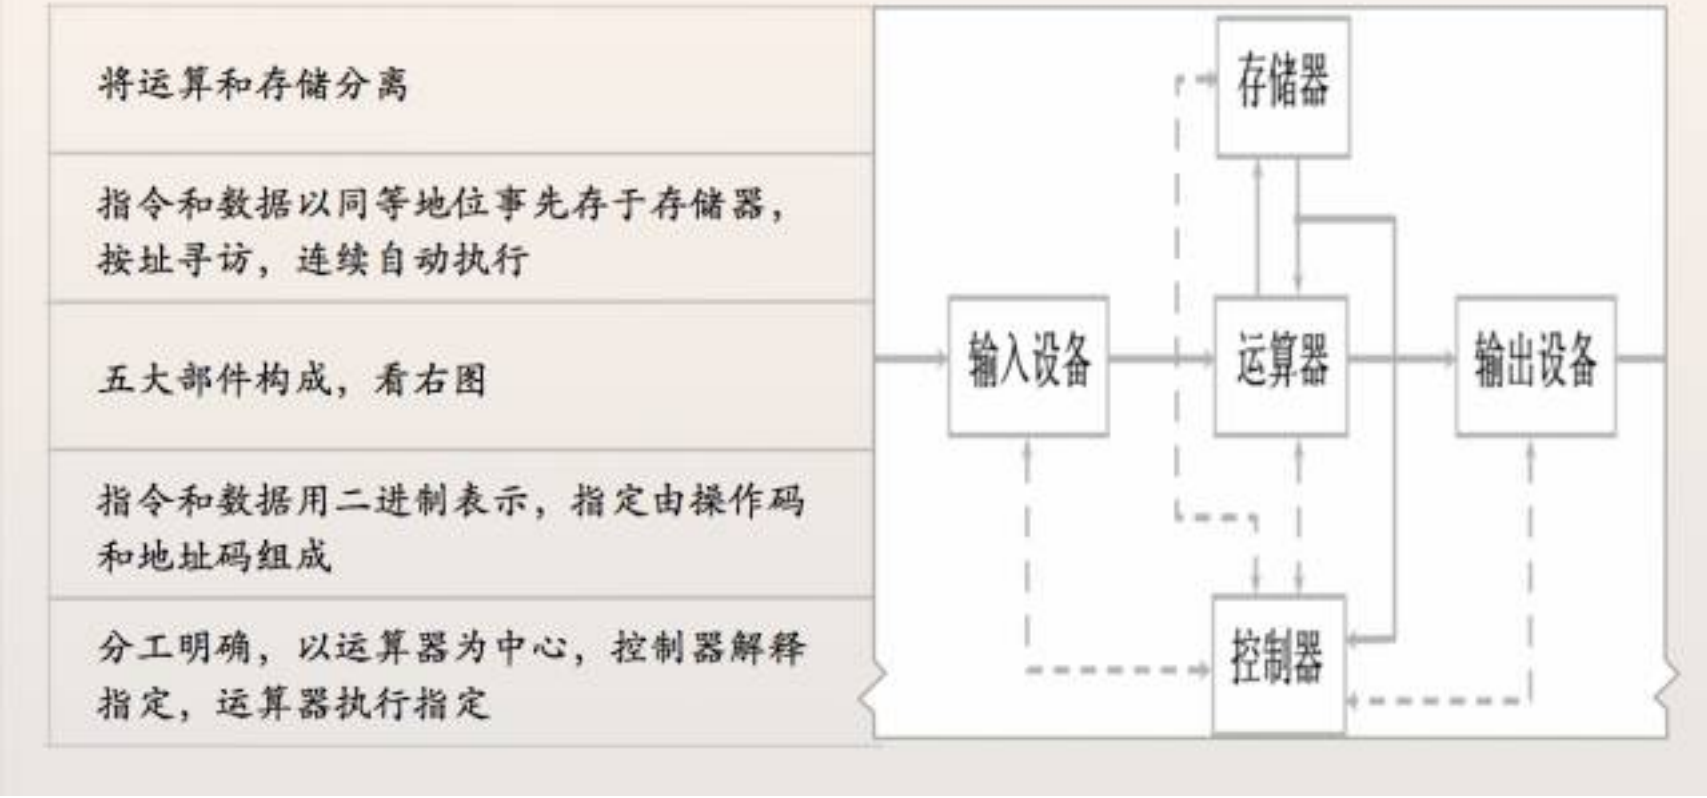 将运算和存储分离
指令和数据以同等地位事先存于存储器，
按址寻访，连续自动执行
五大部件构成，看右图
指令和数据用二进制表示，指定由操作码
和地址码组成
分工明确，以运算器为中心，控制器解释
指定，运算器执行指定
存储器
输入设备
运算器
输出设备
控制器